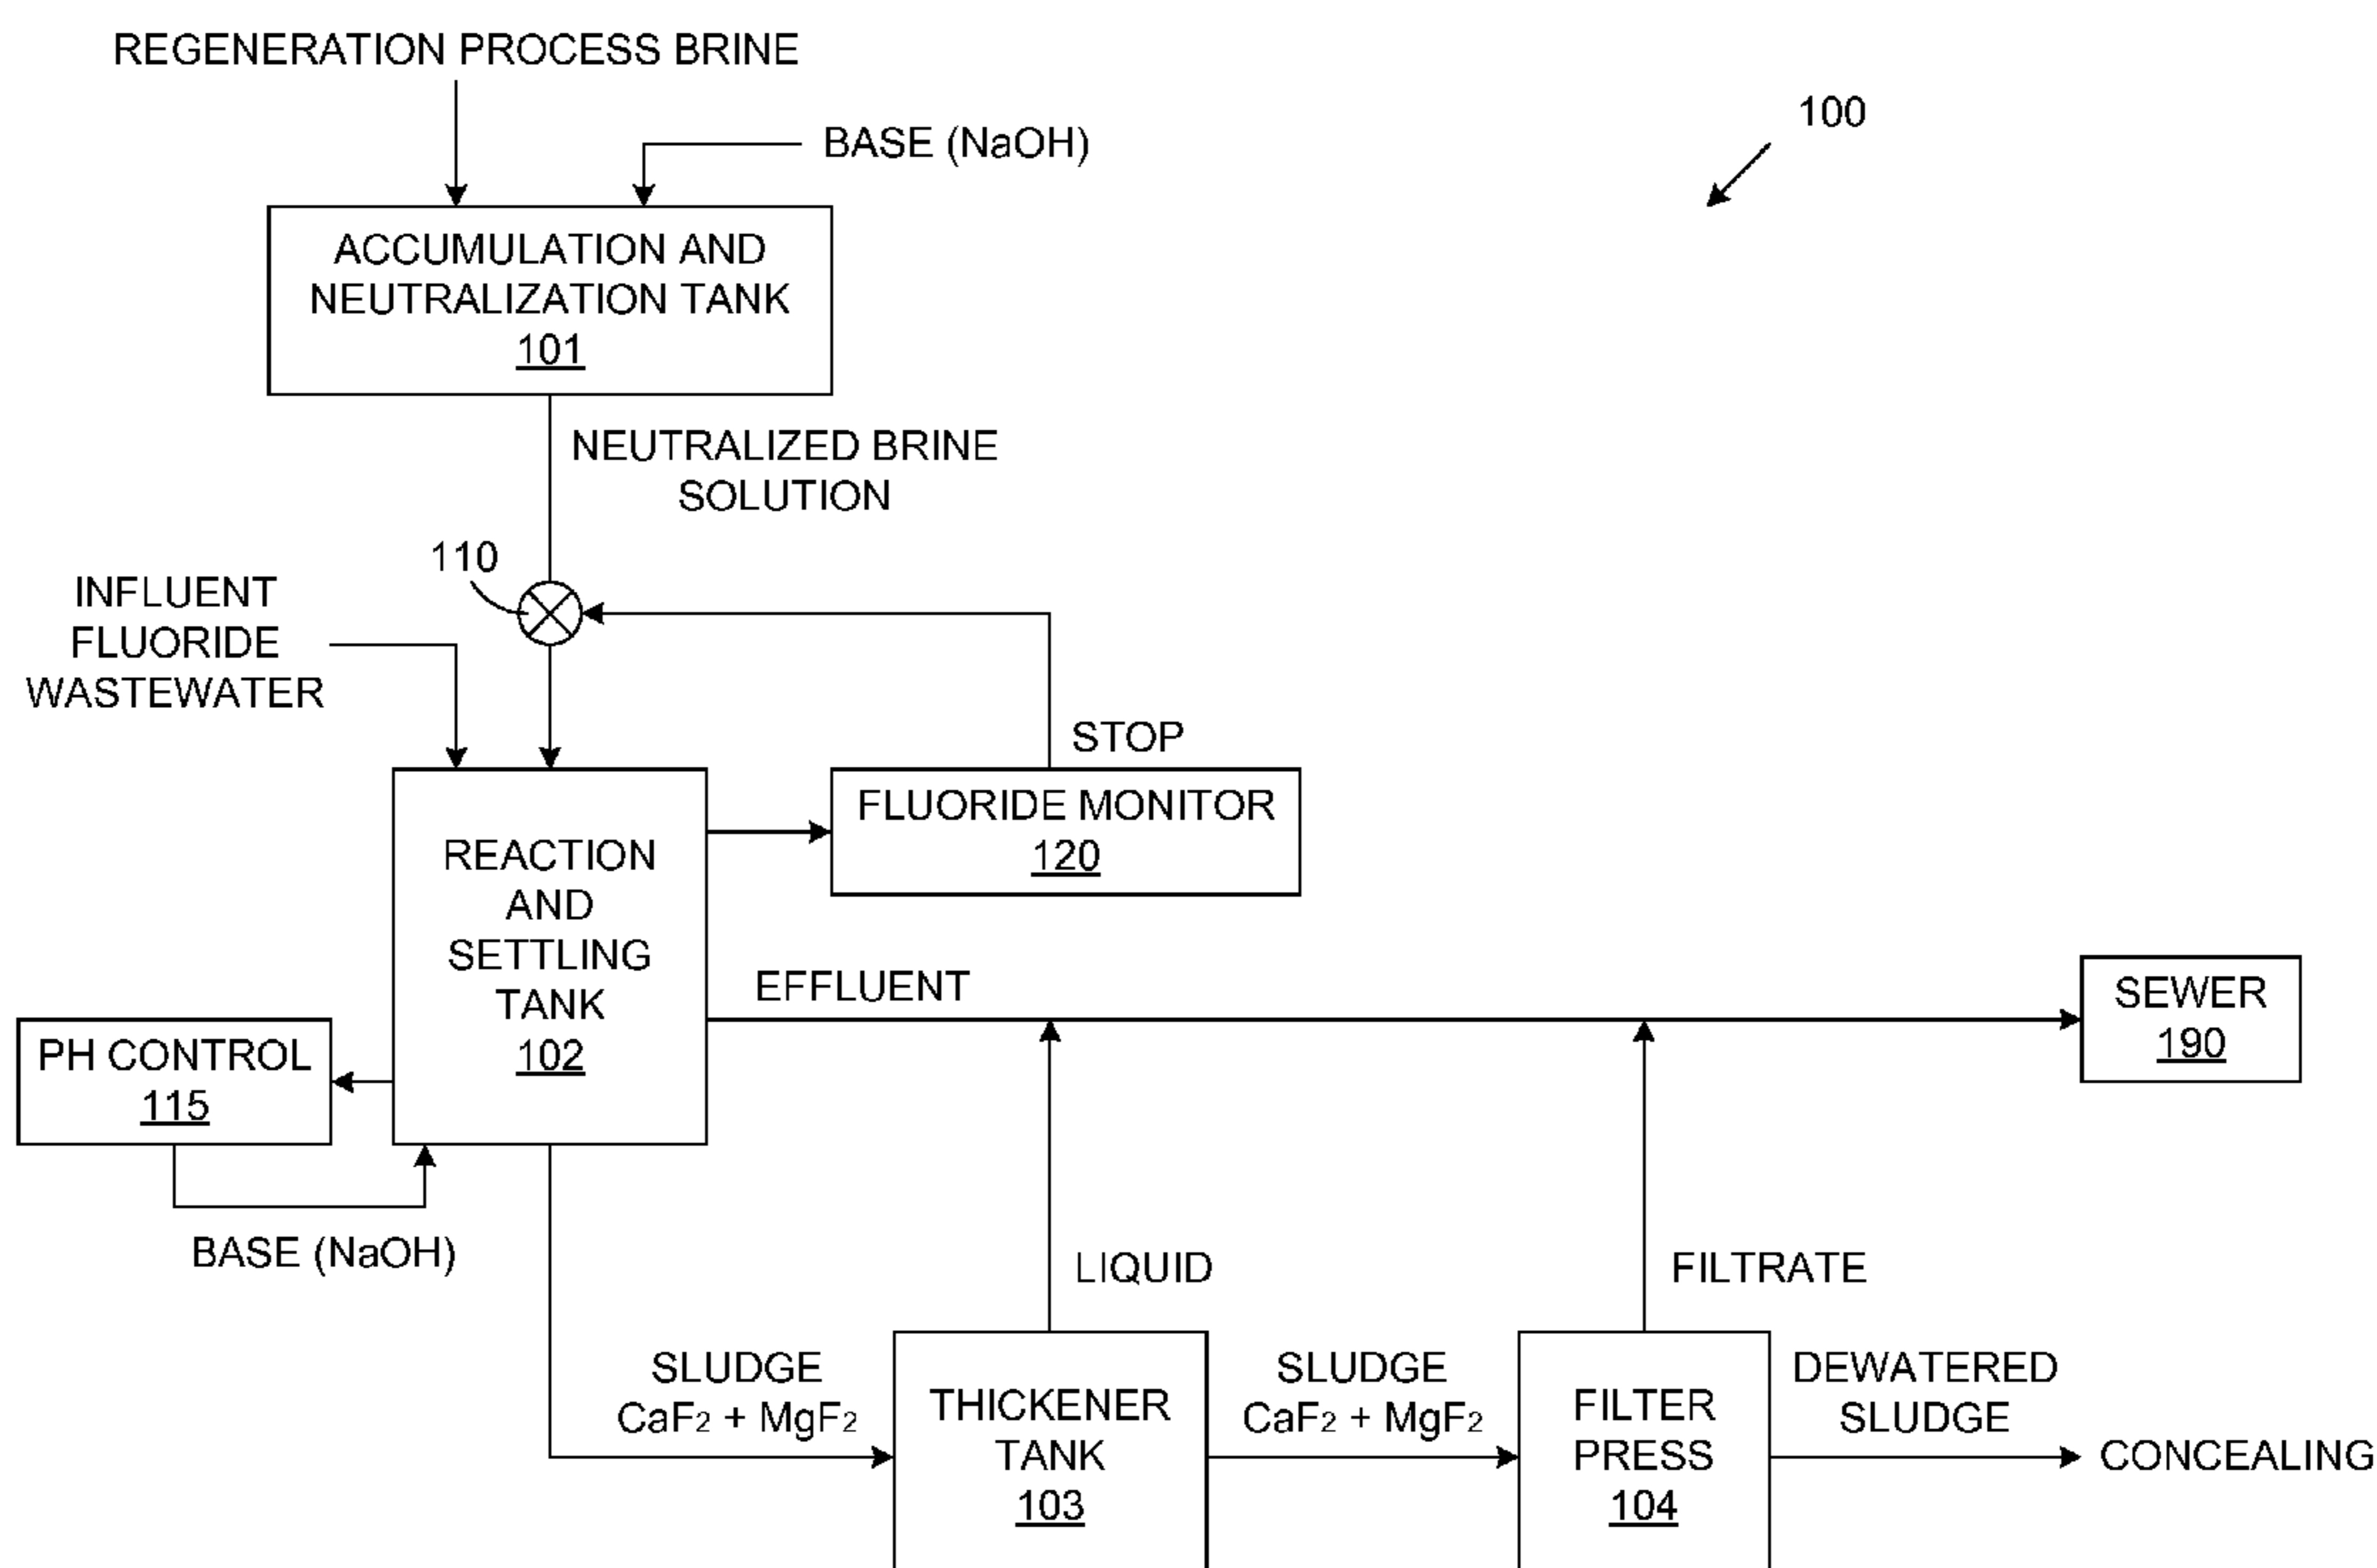 REGENERATION PROCESS BRINE
BASE (NaOH)
100
ACCUMULATION AND
NEUTRALIZATION TANK
101
NEUTRALIZED BRINE
SOLUTION
110
INFLUENT
FLUORIDE
WASTEWATER
STOP
FLUORIDE MONITOR
120
REACTION
AND
SETTLING
TANK
102
EFFLUENT
SEWER
190
PH CONTROL
115
BASE (NaOH)
LIQUID
FILTRATE
SLUDGE
CaF₂ + MgF₂
THICKENER
TANK
103
SLUDGE
CaF₂ + MgF₂
FILTER
PRESS
104
DEWATERED
SLUDGE
CONCEALING